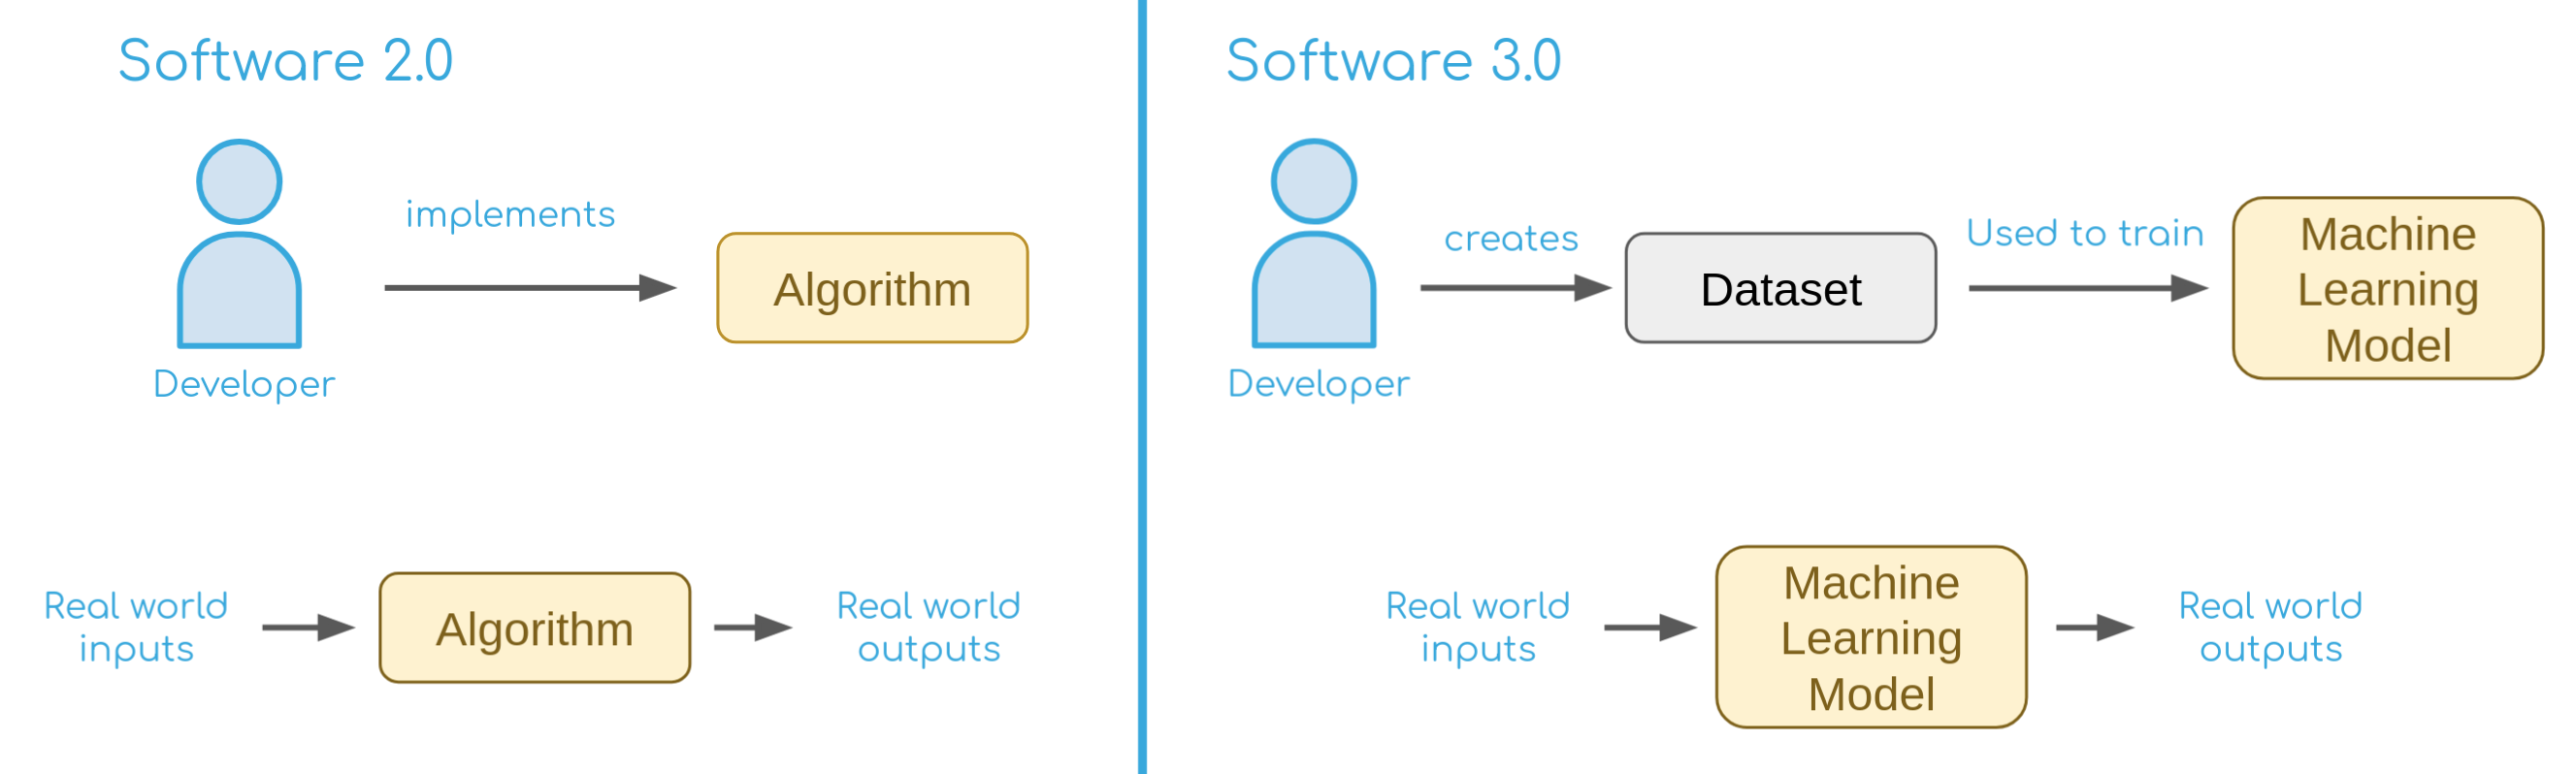 Software 2.0
implements
Algorithm
Developer
Real world
inputs
Algorithm
Real world
outputs
Software 3.0
creates
Dataset
Used to train
Machine
Learning
Model
Developer
Real world
inputs
Machine
Learning
Model
Real world
outputs